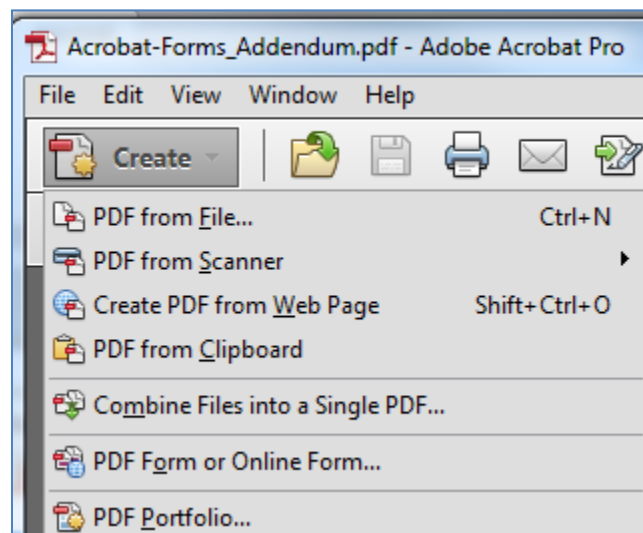 Acrobat-Forms_Addendum.pdf - Adobe Acrobat Pro
File Edit View Window Help
Create
PDF from File... Ctrl+N
PDF from Scanner
Create PDF from Web Page Shift+Ctrl+O
PDF from Clipboard
Combine Files into a Single PDF...
PDF Form or Online Form...
PDF Portfolio...